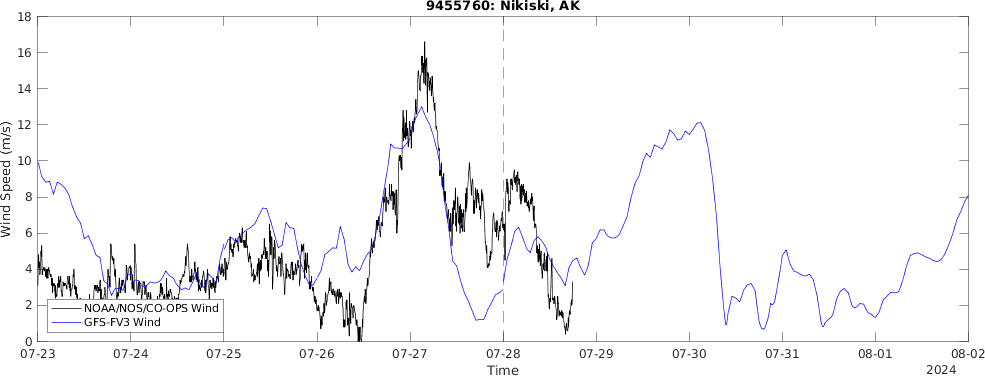 9455760: Nikiski, AK
18
16
14
12
10
8
6
4
2
0
Wind Speed (m/s)
NOAA/NOS/CO-OPS Wind
GFS-FV3 Wind
07-23 07-24 07-25 07-26 07-27 07-28 07-29 07-30 07-31 08-01 08-02
Time
2024